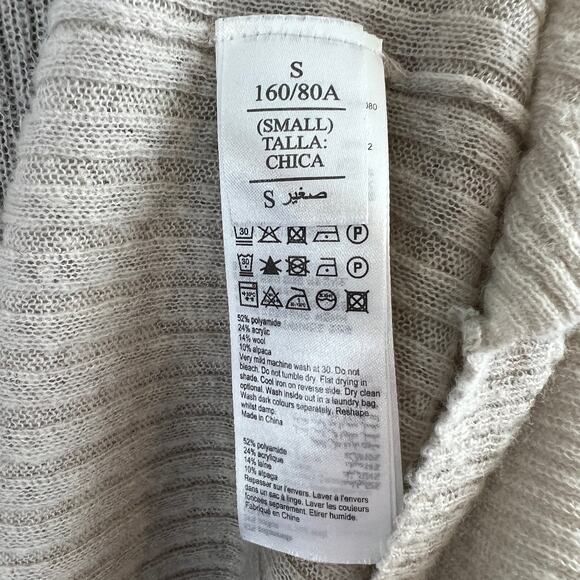 S
160/80A
(SMALL)
TALLA:
CHICA
S صغير
30 P
30 P
52% polyamide
24% acrylic
14% wool
10% alpaca
Very mild machine wash at 30. Do not
bleach. Do not tumble dry. Flat drying in
shade. Cool iron on reverse side. Dry clean
optional. Wash inside out in a laundry bag.
Wash dark colours separately. Reshape
whilst damp.
Made in China
52% polyamide
24% acrylique
14% laine
10% alpaga
Repasser sur l'envers. Laver à l'envers
dans un sac à linge. Laver les couleurs
foncées separément. Etirer humide.
Fabriqué en Chine